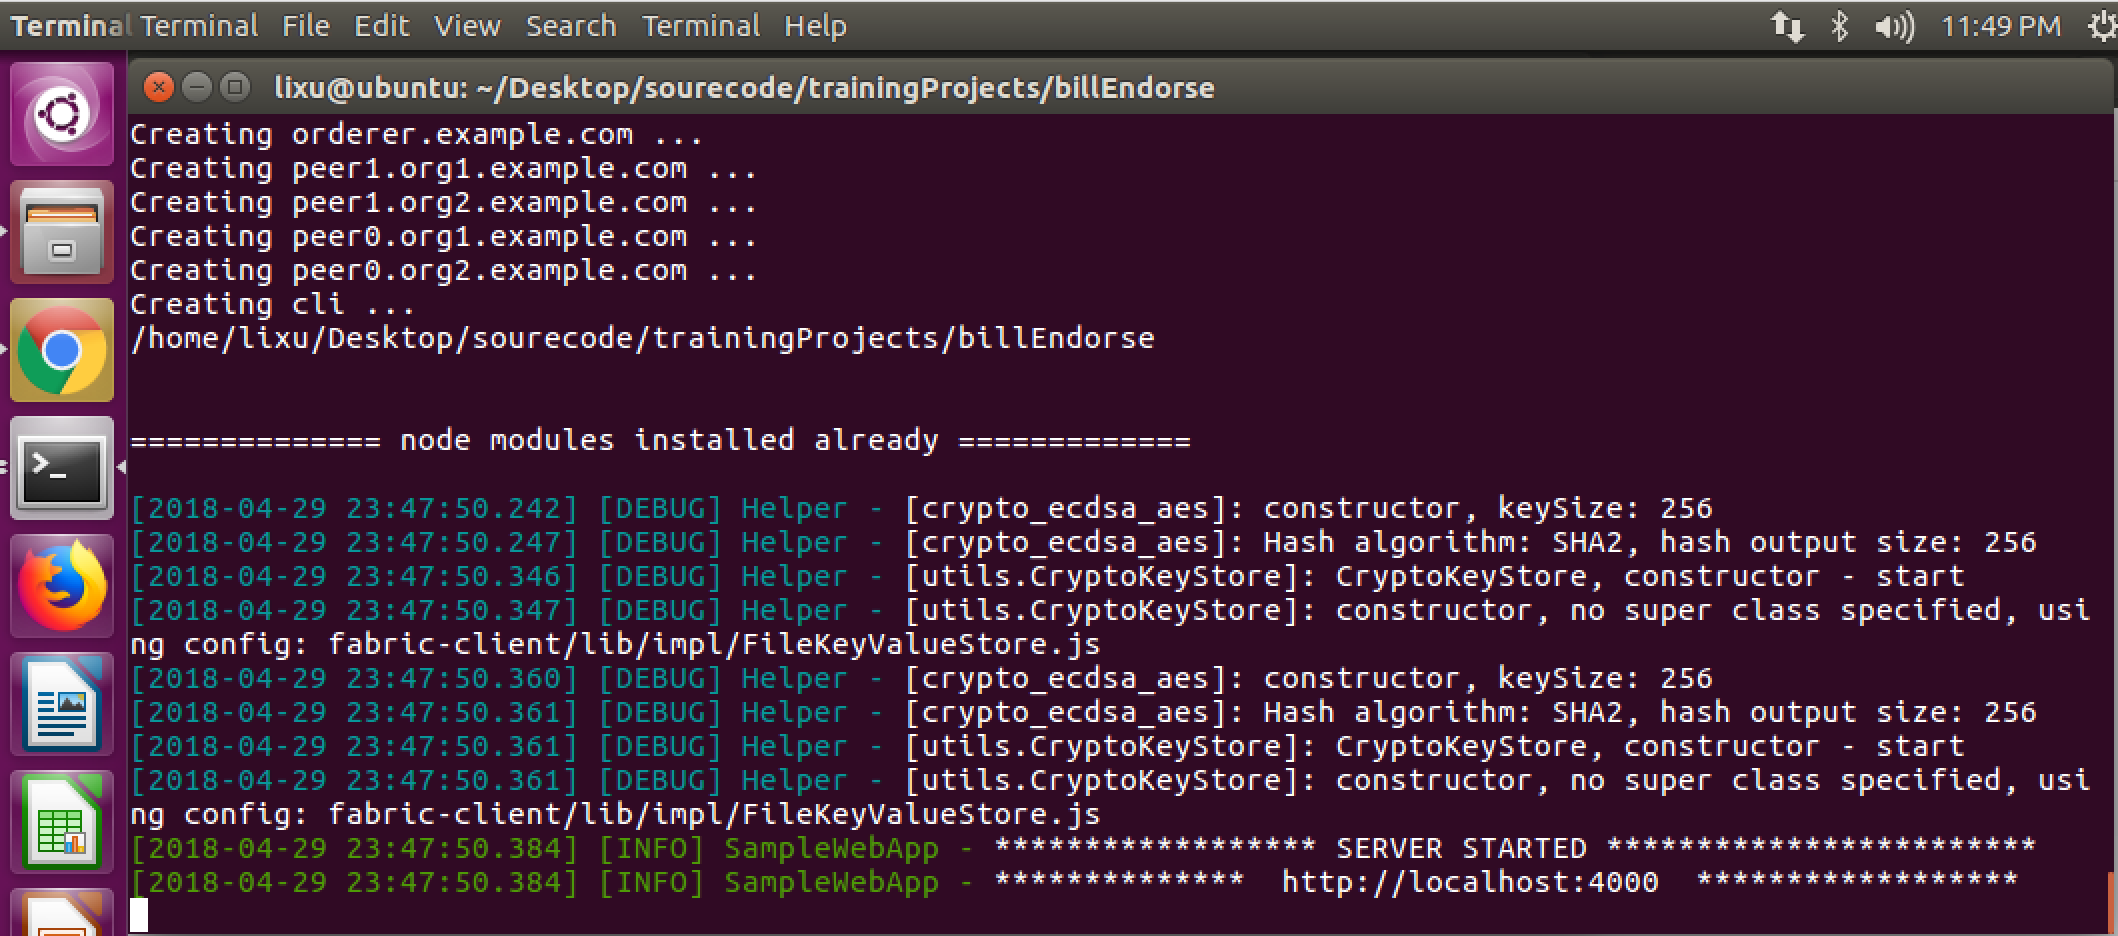 Terminal Terminal File Edit View Search Terminal Help 11:49 PM
lixu@ubuntu: ~/Desktop/sourecode/trainingProjects/billEndorse
Creating orderer.example.com ...
Creating peer1.org1.example.com ...
Creating peer1.org2.example.com ...
Creating peer0.org1.example.com ...
Creating peer0.org2.example.com ...
Creating cli ...
/home/lixu/Desktop/sourecode/trainingProjects/billEndorse
============== node modules installed already =============
[2018-04-29 23:47:50.242] [DEBUG] Helper - [crypto_ecdsa_aes]: constructor, keySize: 256
[2018-04-29 23:47:50.247] [DEBUG] Helper - [crypto_ecdsa_aes]: Hash algorithm: SHA2, hash output size: 256
[2018-04-29 23:47:50.346] [DEBUG] Helper - [utils.CryptoKeyStore]: CryptoKeyStore, constructor - start
[2018-04-29 23:47:50.347] [DEBUG] Helper - [utils.CryptoKeyStore]: constructor, no super class specified, usi
ng config: fabric-client/lib/impl/FileKeyValueStore.js
[2018-04-29 23:47:50.360] [DEBUG] Helper - [crypto_ecdsa_aes]: constructor, keySize: 256
[2018-04-29 23:47:50.361] [DEBUG] Helper - [crypto_ecdsa_aes]: Hash algorithm: SHA2, hash output size: 256
[2018-04-29 23:47:50.361] [DEBUG] Helper - [utils.CryptoKeyStore]: CryptoKeyStore, constructor - start
[2018-04-29 23:47:50.361] [DEBUG] Helper - [utils.CryptoKeyStore]: constructor, no super class specified, usi
ng config: fabric-client/lib/impl/FileKeyValueStore.js
[2018-04-29 23:47:50.384] [INFO] SampleWebApp - ****************** SERVER STARTED ************************
[2018-04-29 23:47:50.384] [INFO] SampleWebApp - **************  http://localhost:4000  ******************